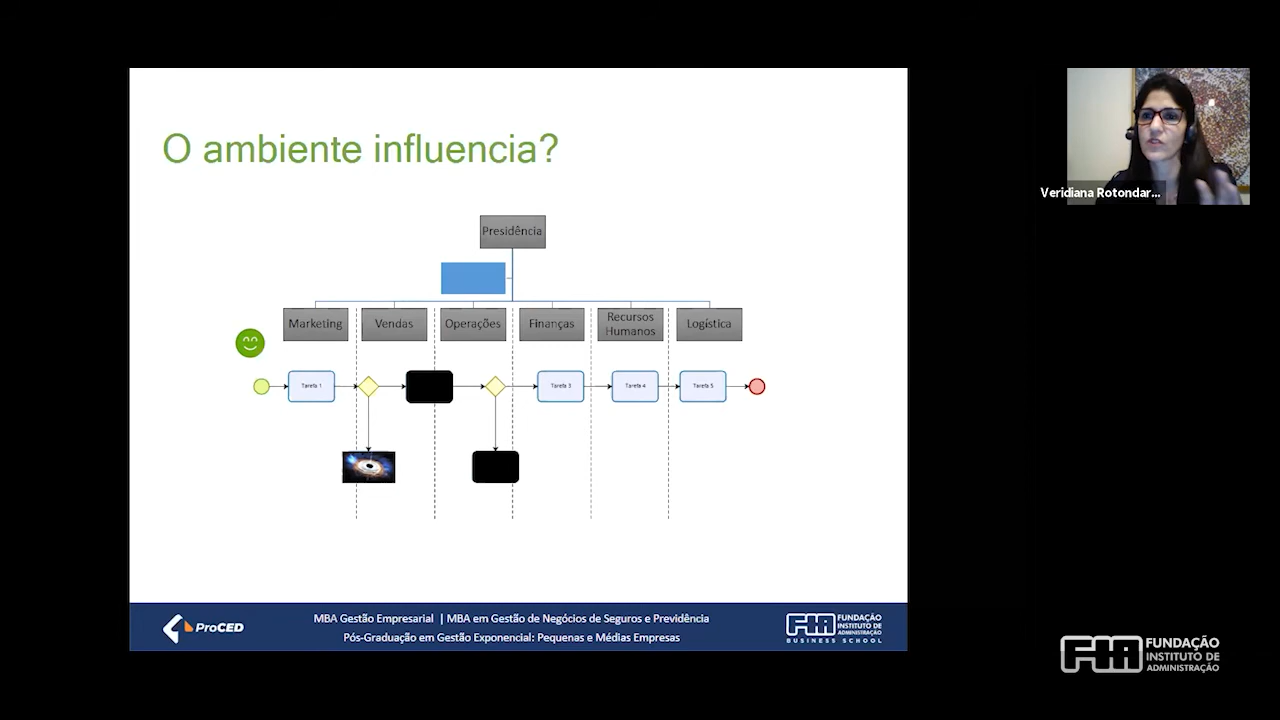 O ambiente influencia?
Veridiana Rotondar...
Presidência
Marketing
Vendas
Operações
Finanças
Recursos
Humanos
Logística
Tarefa 1
Tarefa 3
Tarefa 4
Tarefa 5
ProCED
MBA Gestão Empresarial | MBA em Gestão de Negócios de Seguros e Previdência
Pós-Graduação em Gestão Exponencial: Pequenas e Médias Empresas
FIA FUNDAÇÃO
INSTITUTO DE
ADMINISTRAÇÃO
BUSINESS SCHOOL
FIA FUNDAÇÃO
INSTITUTO DE
ADMINISTRAÇÃO